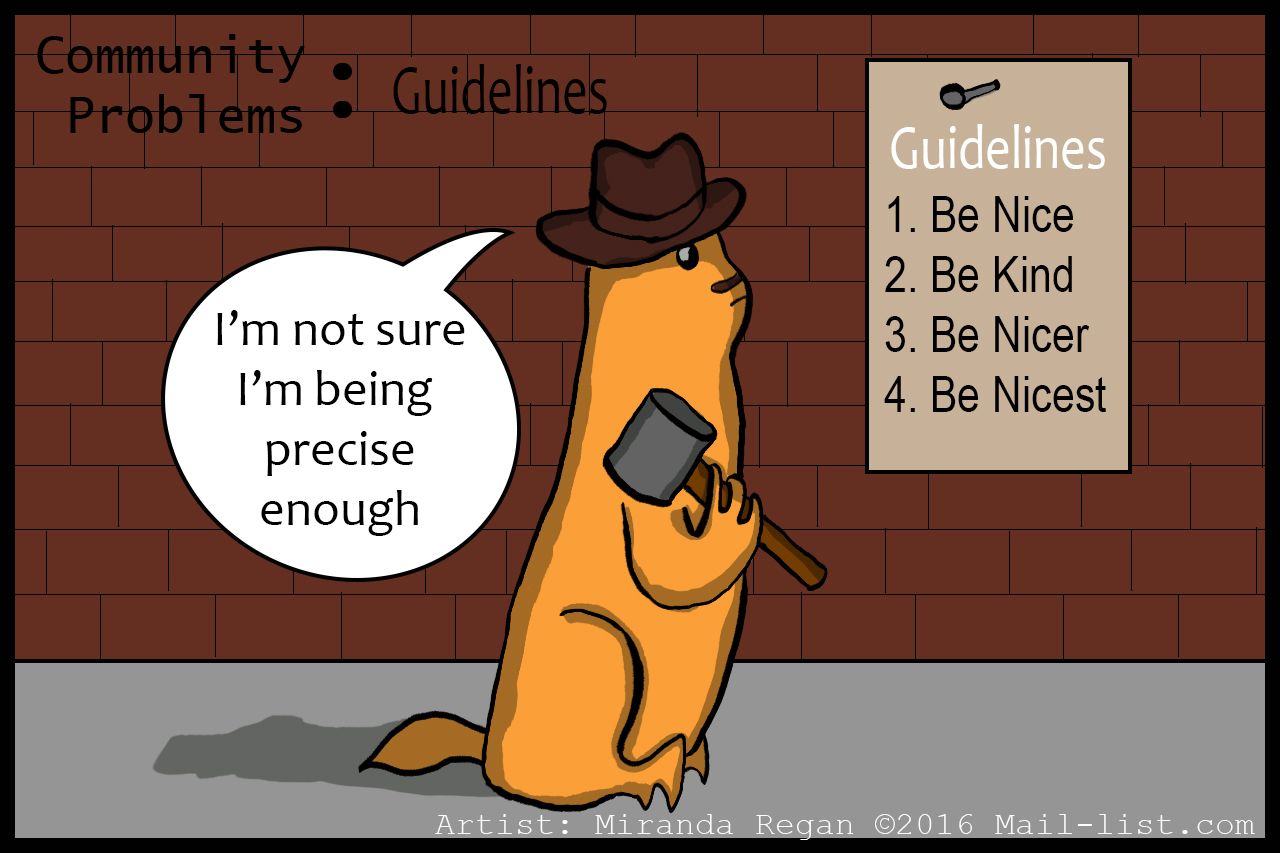 Community
Problems : Guidelines
Guidelines
1. Be Nice
2. Be Kind
3. Be Nicer
4. Be Nicest
I'm not sure
I'm being
precise
enough
Artist: Miranda Regan ©2016 Mail-list.com